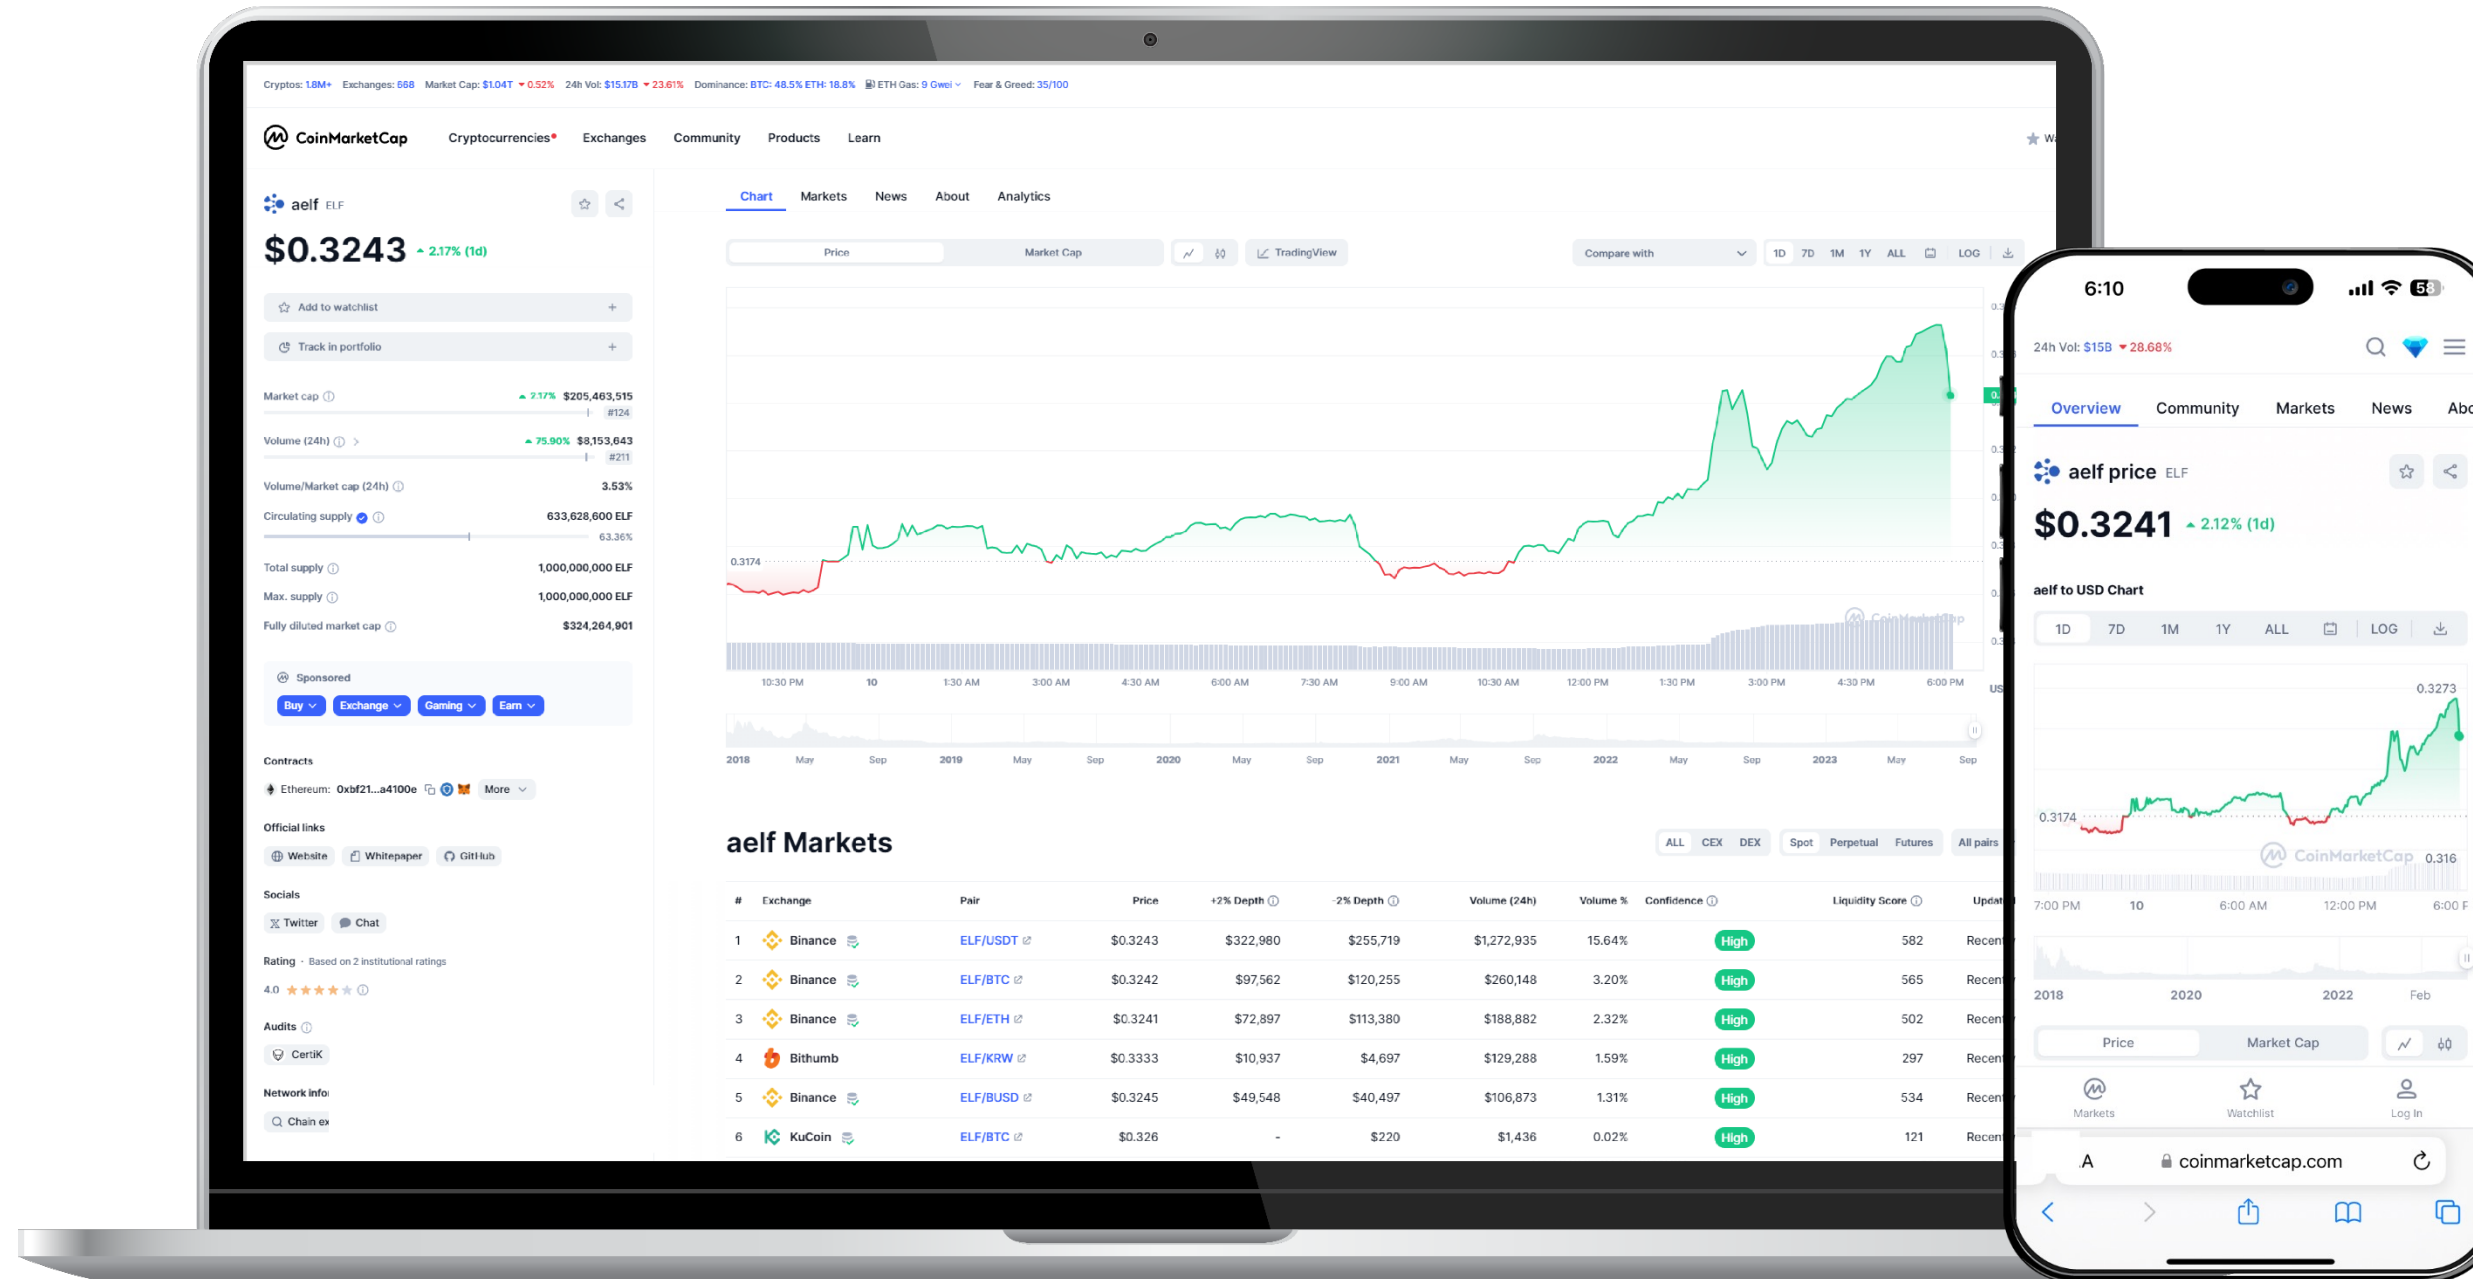 Cryptos: 1.8M+ Exchanges: 668 Market Cap: $1.04T 0.52% 24h Vol: $15.17B 23.61% Dominance: BTC: 48.5% ETH: 18.8% ETH Gas: 9 Gwei Fear & Greed: 35/100
CoinMarketCap Cryptocurrencies Exchanges Community Products Learn
aelf ELF
$0.3243 2.17% (1d)
Add to watchlist +
Track in portfolio +
Market cap 2.17% $205,463,515
#124
Volume (24h) 75.90% $8,153,643
#211
Volume/Market cap (24h) 3.53%
Circulating supply 633,628,600 ELF
63.36%
Total supply 1,000,000,000 ELF
Max. supply 1,000,000,000 ELF
Fully diluted market cap $324,264,901
Sponsored
Buy Exchange Gaming Earn
Contracts
Ethereum: 0xbf21...a4100e More
Official links
Website Whitepaper GitHub
Socials
Twitter Chat
Rating · Based on 2 institutional ratings
4.0
Audits
CertiK
Network
Chain
Chart Markets News About Analytics
Price Market Cap TradingView Compare with 1D 7D 1M 1Y ALL LOG
0.3174
CoinMarketCap
10:30 PM 10 1:30 AM 3:00 AM 4:30 AM 6:00 AM 7:30 AM 9:00 AM 10:30 AM 12:00 PM 1:30 PM 3:00 PM 4:30 PM 6:00 PM
2018 May Sep 2019 May Sep 2020 May Sep 2021 May Sep 2022 May Sep 2023 May Sep
aelf Markets
ALL CEX DEX Spot Perpetual Futures All pairs
# Exchange Pair Price +2% Depth -2% Depth Volume (24h) Volume % Confidence Liquidity Score
1 Binance ELF/USDT $0.3243 $322,980 $255,719 $1,272,935 15.64% High 582
2 Binance ELF/BTC $0.3242 $97,562 $120,255 $260,148 3.20% High 565
3 Binance ELF/ETH $0.3241 $72,897 $113,380 $188,882 2.32% High 502
4 Bithumb ELF/KRW $0.3333 $10,937 $4,697 $129,288 1.59% High 297
5 Binance ELF/BUSD $0.3245 $49,548 $40,497 $106,873 1.31% High 534
6 KuCoin ELF/BTC $0.326 - $220 $1,436 0.02% High 121
6:10 58
24h Vol: $15B 28.68%
Overview Community Markets News
aelf price ELF
$0.3241 2.12% (1d)
aelf to USD Chart
1D 7D 1M 1Y ALL LOG
0.3273
0.3174
CoinMarketCap 0.316
7:00 PM 10 6:00 AM 12:00 PM 6:00
2018 2020 2022 Feb
Price Market Cap
Markets Watchlist Log In
A coinmarketcap.com